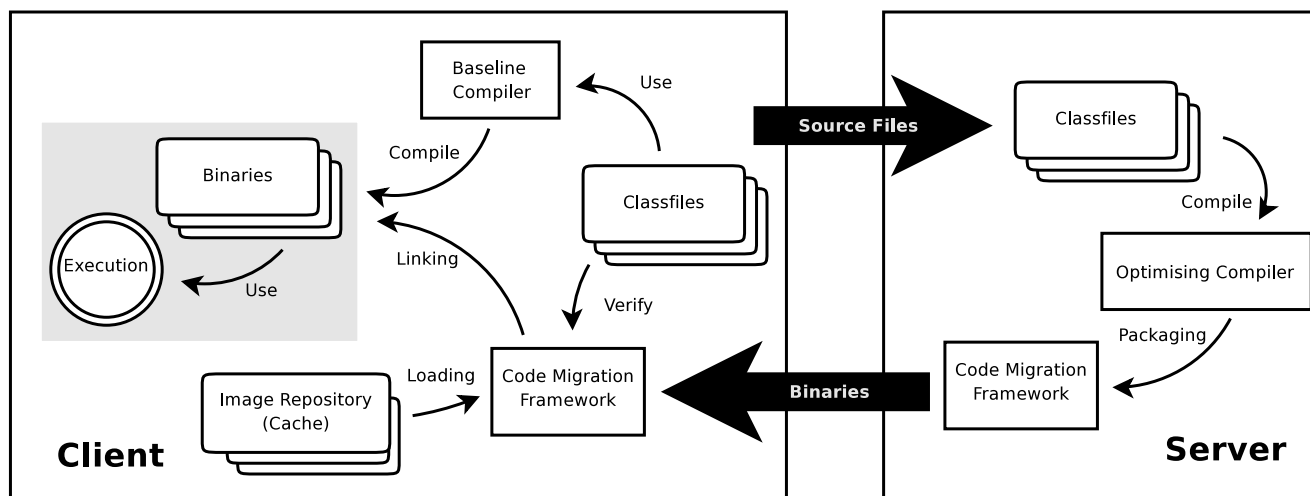 Baseline
Compiler
Use
Compile
Binaries
Classfiles
Execution
Use
Linking
Verify
Loading
Code Migration
Framework
Image Repository
(Cache)
Client
Source Files
Binaries
Classfiles
Compile
Optimising Compiler
Packaging
Code Migration
Framework
Server